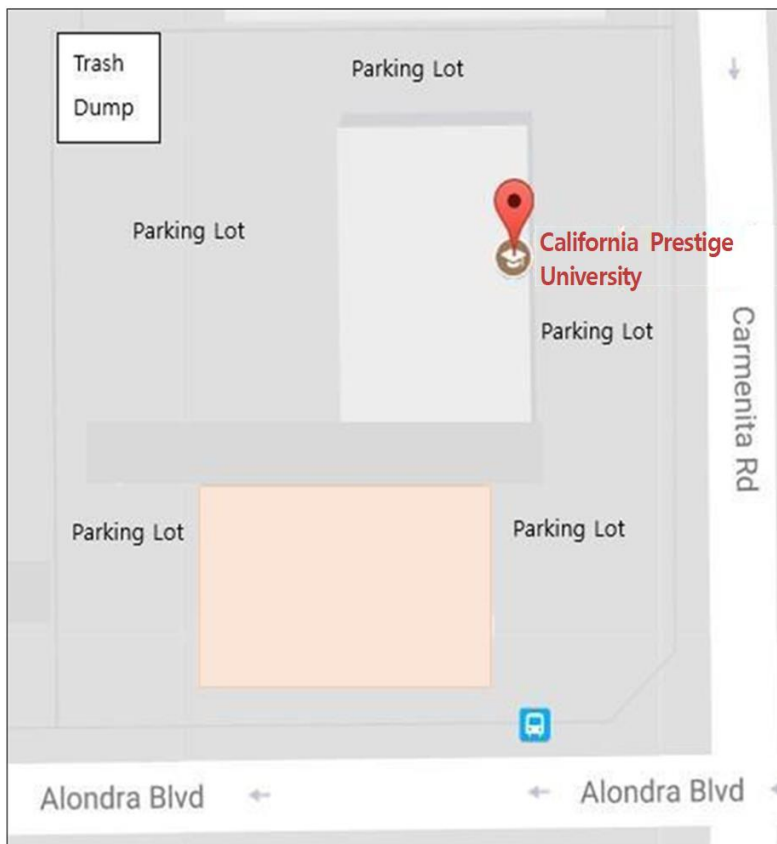 Trash
Dump
Parking Lot
Parking Lot
California Prestige
University
Parking Lot
Carmenita Rd
Parking Lot
Parking Lot
Alondra Blvd
Alondra Blvd